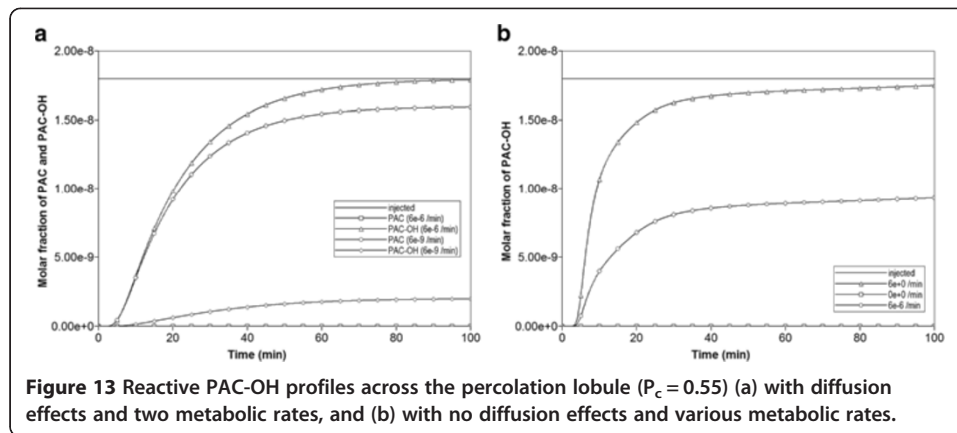 a
b
2.00e-8
1.50e-8
1.00e-8
5.00e-9
0.00e+0
Molar fraction of PAC and PAC-OH
0
20
40
60
80
100
Time (min)
injected
PAC (6e-6 /min)
PAC-OH (6e-6 /min)
PAC (6e-9 /min)
PAC-OH (6e-9 /min)
2.00e-8
1.50e-8
1.00e-8
5.00e-9
0.00e+0
Molar fraction of PAC-OH
0
20
40
60
80
100
Time (min)
injected
6e+0 /min
0e+0 /min
6e-6 /min
Figure 13 Reactive PAC-OH profiles across the percolation lobule (Pc = 0.55) (a) with diffusion
effects and two metabolic rates, and (b) with no diffusion effects and various metabolic rates.